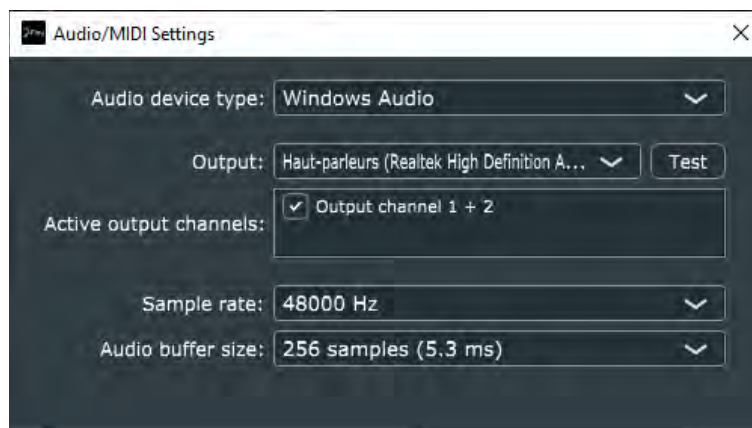 Audio/MIDI Settings
Audio device type: Windows Audio
Output: Haut-parleurs (Realtek High Definition A... Test
Output channel 1 + 2
Active output channels:
Sample rate: 48000 Hz
Audio buffer size: 256 samples (5.3 ms)